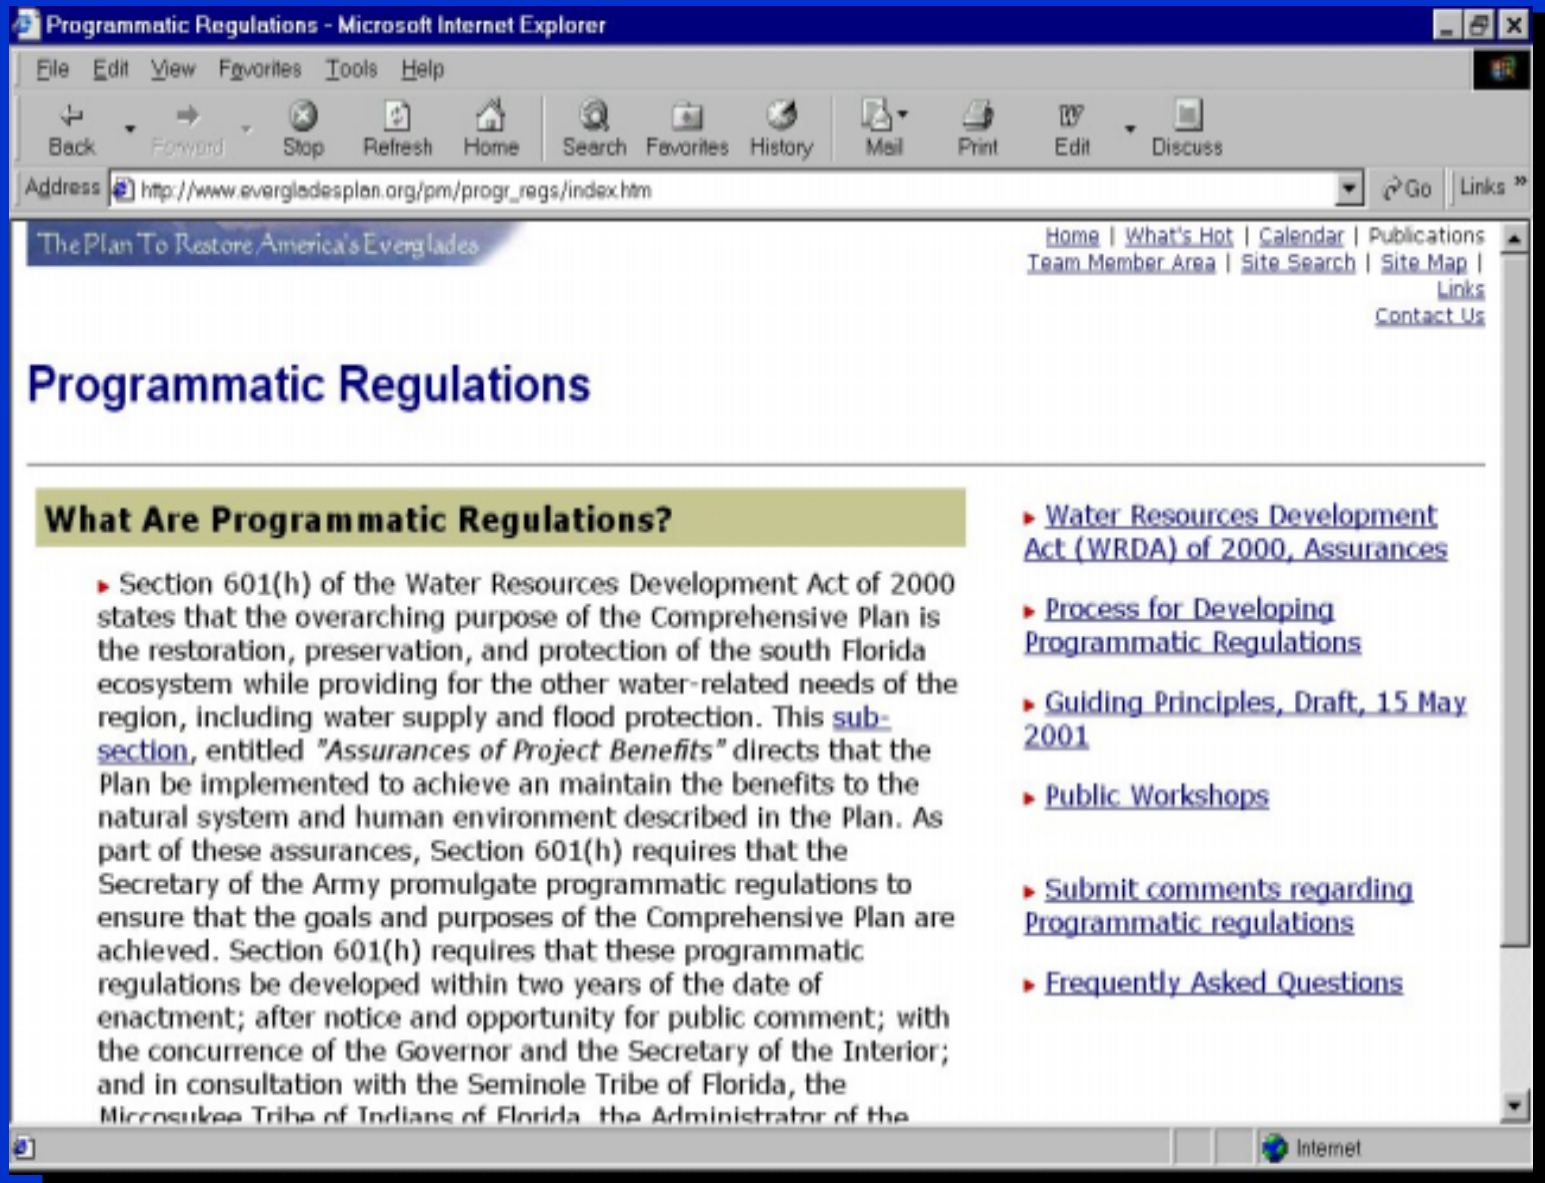 Programmatic Regulations - Microsoft Internet Explorer
File Edit View Favorites Tools Help
Back Forward Stop Refresh Home Search Favorites History Mail Print Edit Discuss
Address http://www.evergladesplan.org/pm/progr_regs/index.htm Go Links »
The Plan To Restore America's Everglades
Home | What's Hot | Calendar | Publications
Team Member Area | Site Search | Site Map |
Links
Contact Us
Programmatic Regulations
What Are Programmatic Regulations?
Section 601(h) of the Water Resources Development Act of 2000
states that the overarching purpose of the Comprehensive Plan is
the restoration, preservation, and protection of the south Florida
ecosystem while providing for the other water-related needs of the
region, including water supply and flood protection. This sub-
section, entitled "Assurances of Project Benefits" directs that the
Plan be implemented to achieve an maintain the benefits to the
natural system and human environment described in the Plan. As
part of these assurances, Section 601(h) requires that the
Secretary of the Army promulgate programmatic regulations to
ensure that the goals and purposes of the Comprehensive Plan are
achieved. Section 601(h) requires that these programmatic
regulations be developed within two years of the date of
enactment; after notice and opportunity for public comment; with
the concurrence of the Governor and the Secretary of the Interior;
and in consultation with the Seminole Tribe of Florida, the
Miccosukee Tribe of Indians of Florida, the Administrator of the
Water Resources Development
Act (WRDA) of 2000, Assurances
Process for Developing
Programmatic Regulations
Guiding Principles, Draft, 15 May
2001
Public Workshops
Submit comments regarding
Programmatic regulations
Frequently Asked Questions
Internet